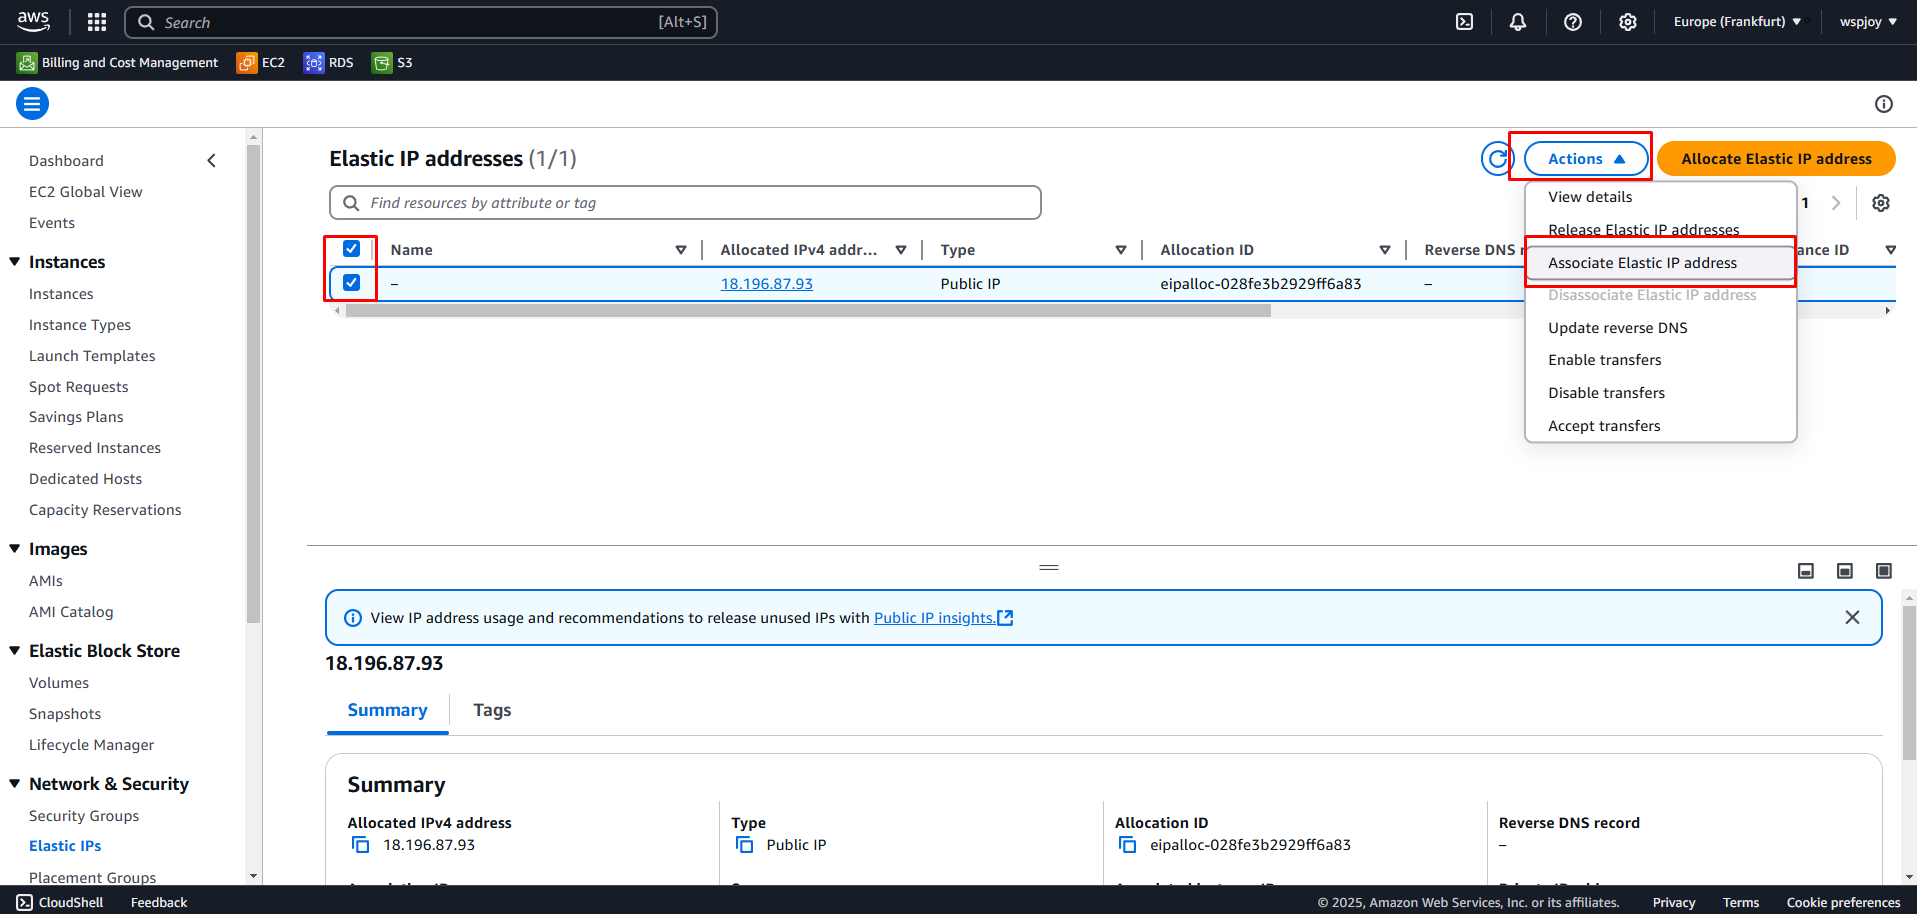 aws
Search [Alt+S]
Europe (Frankfurt) ▼
wspjoy ▼
Billing and Cost Management
EC2
RDS
S3
Dashboard
EC2 Global View
Events
Instances
Instances
Instance Types
Launch Templates
Spot Requests
Savings Plans
Reserved Instances
Dedicated Hosts
Capacity Reservations
Images
AMIs
AMI Catalog
Elastic Block Store
Volumes
Snapshots
Lifecycle Manager
Network & Security
Security Groups
Elastic IPs
Placement Groups
Elastic IP addresses (1/1)
Actions
Allocate Elastic IP address
Find resources by attribute or tag
1
Name
Allocated IPv4 addr...
Type
Allocation ID
Reverse DNS
ance ID
–
18.196.87.93
Public IP
eipalloc-028fe3b2929ff6a83
–
View details
Release Elastic IP addresses
Associate Elastic IP address
Disassociate Elastic IP address
Update reverse DNS
Enable transfers
Disable transfers
Accept transfers
View IP address usage and recommendations to release unused IPs with Public IP insights.
18.196.87.93
Summary
Tags
Summary
Allocated IPv4 address
18.196.87.93
Type
Public IP
Allocation ID
eipalloc-028fe3b2929ff6a83
Reverse DNS record
–
CloudShell
Feedback
© 2025, Amazon Web Services, Inc. or its affiliates.
Privacy
Terms
Cookie preferences